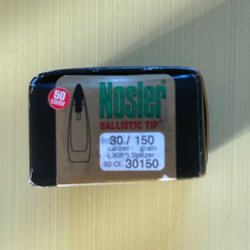 50
COUNT
Nosler
BALLISTIC TIP
30 / 150
caliber grain
(.308") Spitzer
50 Ct. 30150